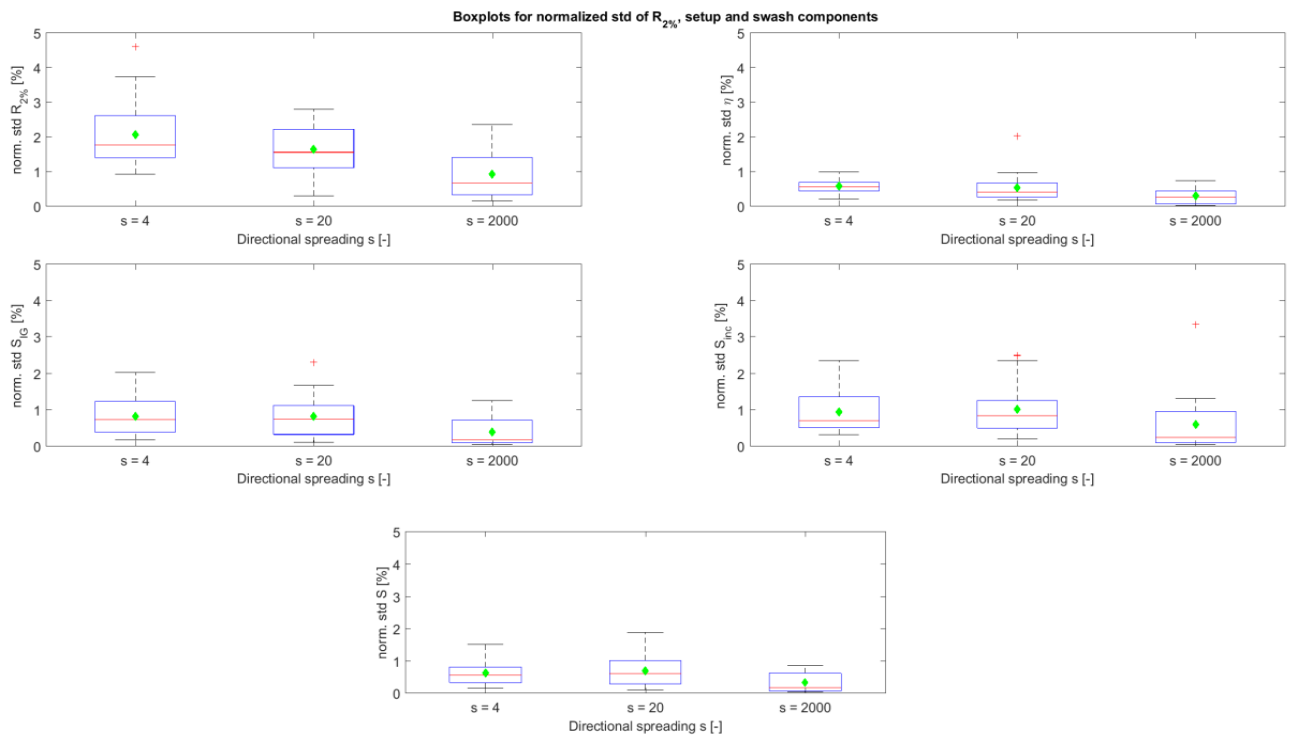 Boxplots for normalized std of R2%, setup and swash components
norm. std R2% [%]
5
4
3
2
1
0
s = 4
s = 20
s = 2000
Directional spreading s [-]
norm. std η [%]
5
4
3
2
1
0
s = 4
s = 20
s = 2000
Directional spreading s [-]
norm. std SIG [%]
5
4
3
2
1
0
s = 4
s = 20
s = 2000
Directional spreading s [-]
norm. std Sinc [%]
5
4
3
2
1
0
s = 4
s = 20
s = 2000
Directional spreading s [-]
norm. std S [%]
5
4
3
2
1
0
s = 4
s = 20
s = 2000
Directional spreading s [-]